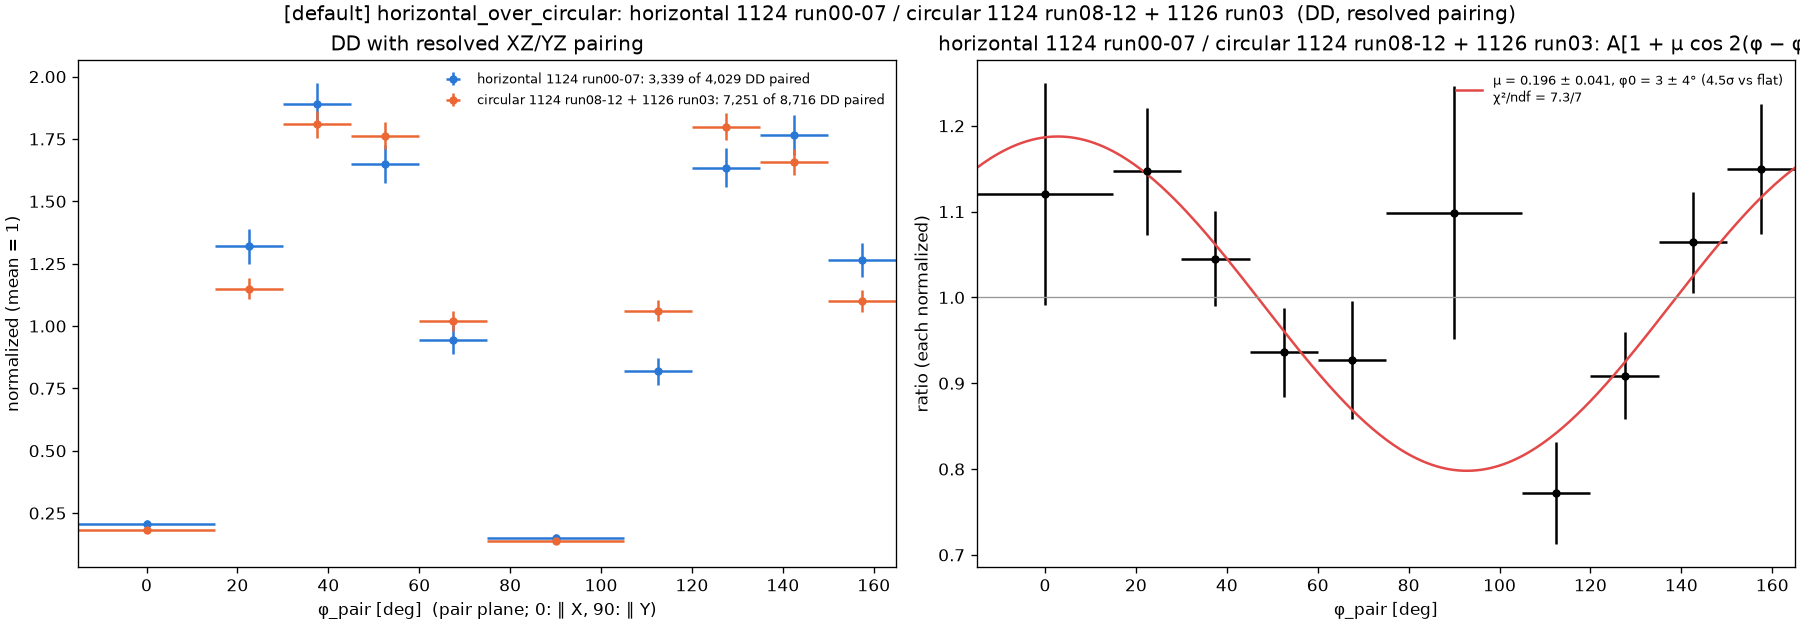 [default] horizontal_over_circular: horizontal 1124 run00-07 / circular 1124 run08-12 + 1126 run03  (DD, resolved pairing)
DD with resolved XZ/YZ pairing
horizontal 1124 run00-07: 3,339 of 4,029 DD paired
circular 1124 run08-12 + 1126 run03: 7,251 of 8,716 DD paired
normalized (mean = 1)
2.00
1.75
1.50
1.25
1.00
0.75
0.50
0.25
0 20 40 60 80 100 120 140 160
φ_pair [deg]  (pair plane; 0: ∥ X, 90: ∥ Y)
horizontal 1124 run00-07 / circular 1124 run08-12 + 1126 run03: A[1 + μ cos 2(φ − φ
μ = 0.196 ± 0.041, φ0 = 3 ± 4° (4.5σ vs flat)
χ²/ndf = 7.3/7
ratio (each normalized)
1.2
1.1
1.0
0.9
0.8
0.7
0 20 40 60 80 100 120 140 160
φ_pair [deg]